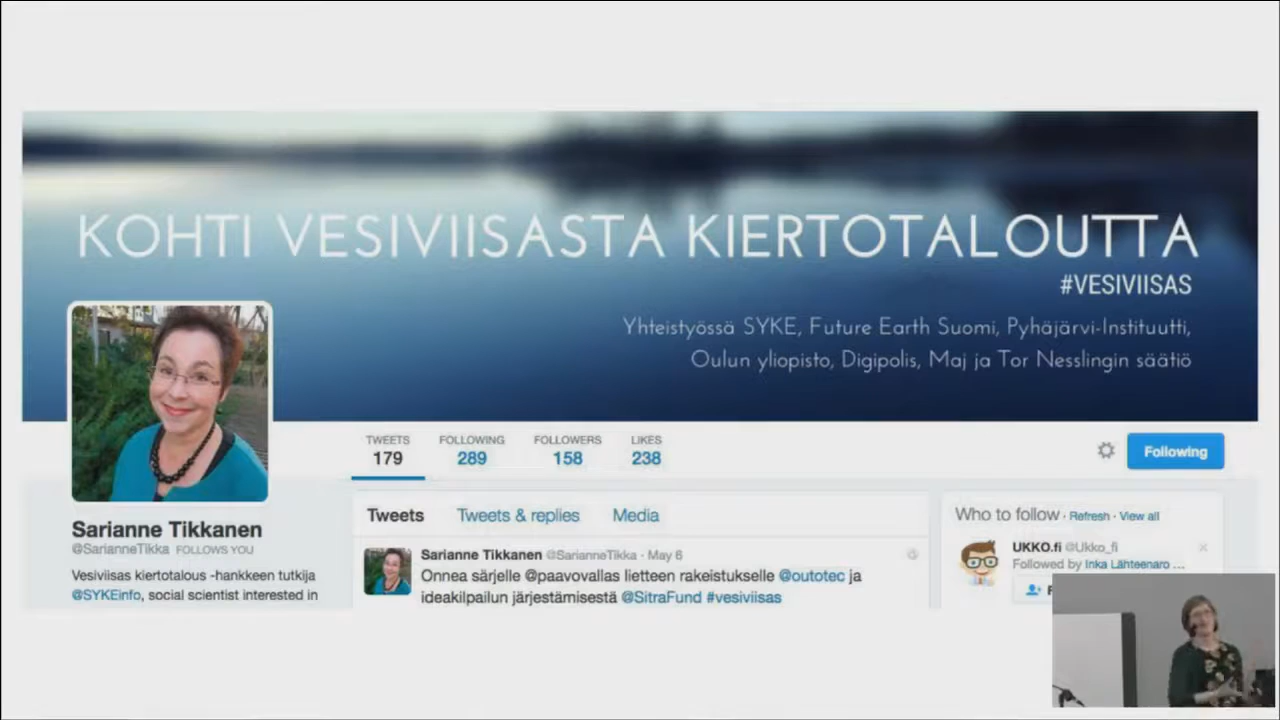 KOHTI VESIVIISASTA KIERTOTALOUTTA
#VESIVIISAS
Yhteistyössä SYKE, Future Earth Suomi, Pyhäjärvi-Instituutti,
Oulun yliopisto, Digipolis, Maj ja Tor Nesslingin säätiö
TWEETS FOLLOWING FOLLOWERS LIKES
179 289 158 238
Following
Sarianne Tikkanen
@SarianneTikka FOLLOWS YOU
Vesiviisas kiertotalous -hankkeen tutkija
@SYKEinfo, social scientist interested in
Tweets Tweets & replies Media
Sarianne Tikkanen @SarianneTikka · May 6
Onnea särjelle @paavovallas lietteen rakeistukselle @outotec ja
ideakilpailun järjestämisestä @SitraFund #vesiviisas
Who to follow · Refresh · View all
UKKO.fi @Ukko_fi
Followed by Inka Lähteenaro ...